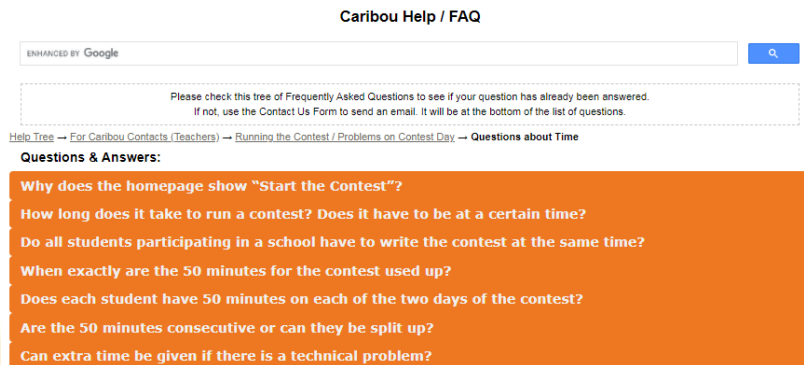 Caribou Help / FAQ
ENHANCED BY Google
Please check this tree of Frequently Asked Questions to see if your question has already been answered.
If not, use the Contact Us Form to send an email. It will be at the bottom of the list of questions.
Help Tree → For Caribou Contacts (Teachers) → Running the Contest / Problems on Contest Day → Questions about Time
Questions & Answers:
Why does the homepage show “Start the Contest”?
How long does it take to run a contest? Does it have to be at a certain time?
Do all students participating in a school have to write the contest at the same time?
When exactly are the 50 minutes for the contest used up?
Does each student have 50 minutes on each of the two days of the contest?
Are the 50 minutes consecutive or can they be split up?
Can extra time be given if there is a technical problem?